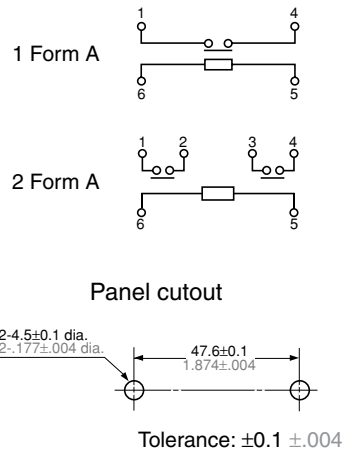 1 4
1 Form A
6 5
1 2 3 4
2 Form A
6 5
Panel cutout
2-4.5±0.1 dia.
2-.177±.004 dia.
47.6±0.1
1.874±.004
Tolerance: ±0.1 ±.004